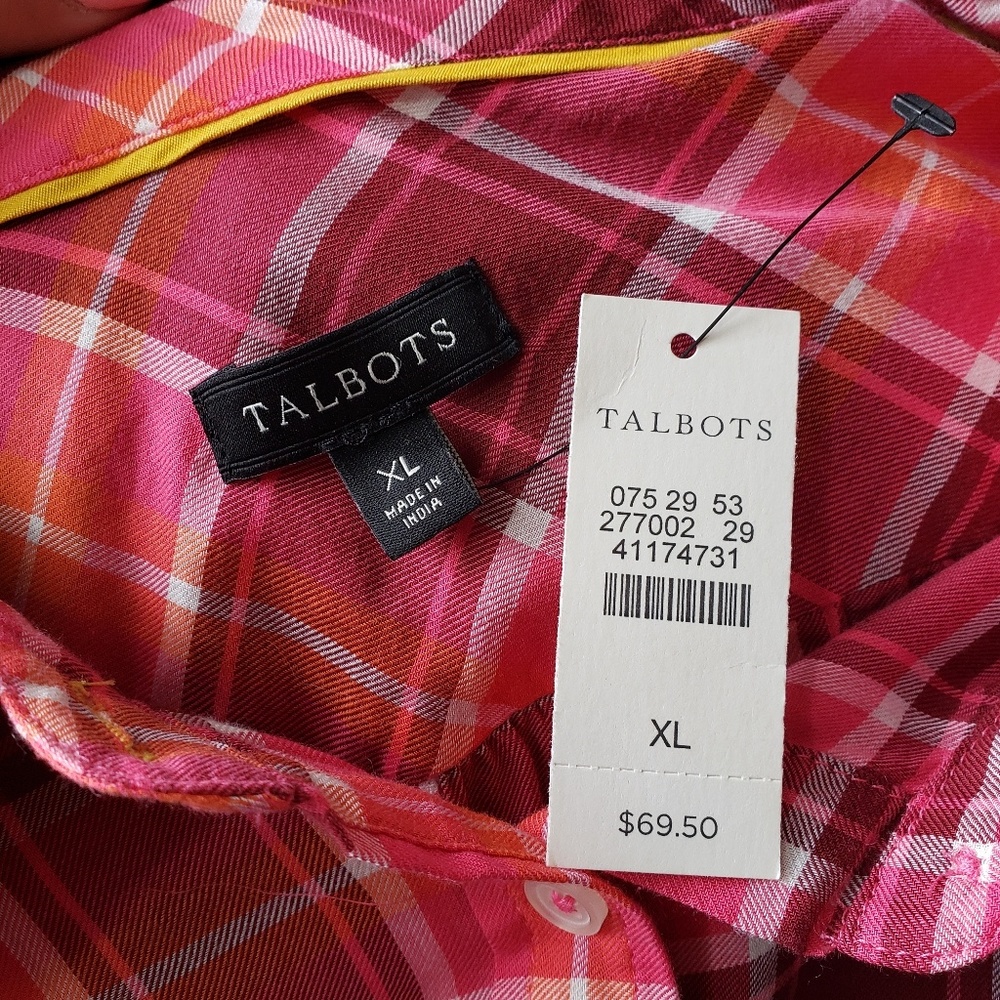 TALBOTS
XL
MADE IN
INDIA
TALBOTS
075 29 53
277002 29
41174731
XL
$69.50